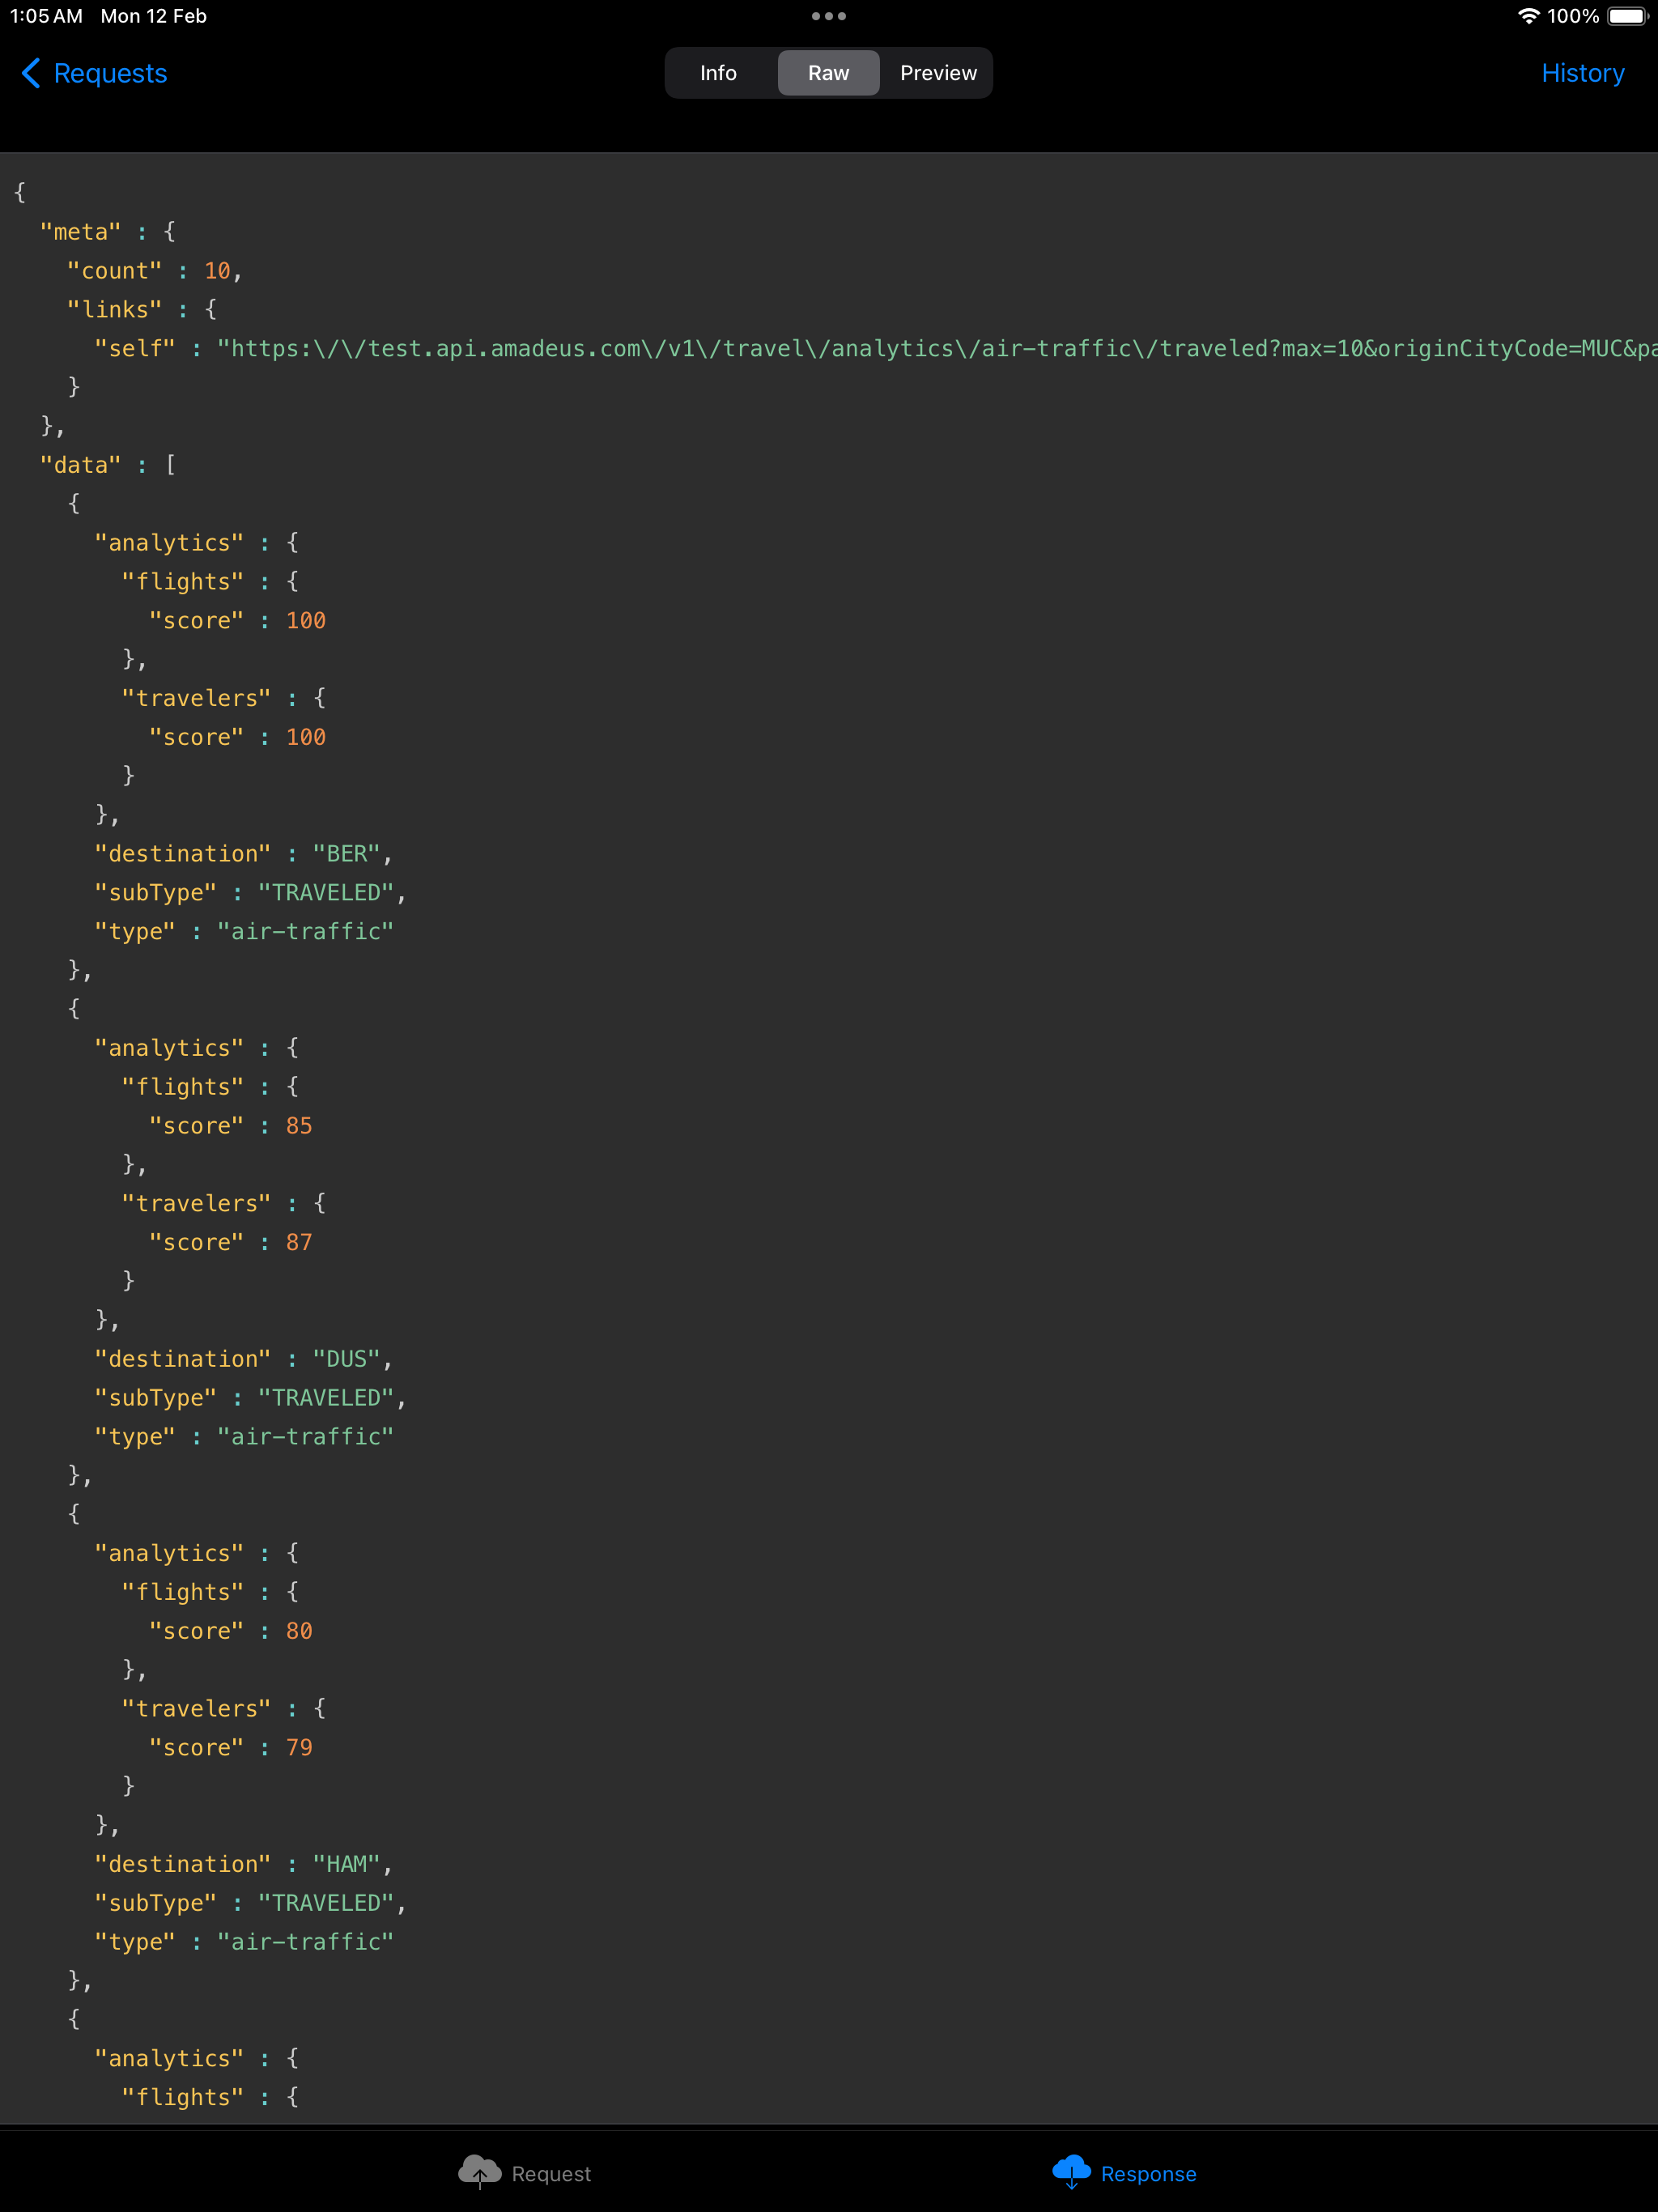 1:05 AM Mon 12 Feb 100%
Requests Info Raw Preview History
{
  "meta" : {
    "count" : 10,
    "links" : {
      "self" : "https:\/\/test.api.amadeus.com\/v1\/travel\/analytics\/air-traffic\/traveled?max=10&originCityCode=MUC&pa
    }
  },
  "data" : [
    {
      "analytics" : {
        "flights" : {
          "score" : 100
        },
        "travelers" : {
          "score" : 100
        }
      },
      "destination" : "BER",
      "subType" : "TRAVELED",
      "type" : "air-traffic"
    },
    {
      "analytics" : {
        "flights" : {
          "score" : 85
        },
        "travelers" : {
          "score" : 87
        }
      },
      "destination" : "DUS",
      "subType" : "TRAVELED",
      "type" : "air-traffic"
    },
    {
      "analytics" : {
        "flights" : {
          "score" : 80
        },
        "travelers" : {
          "score" : 79
        }
      },
      "destination" : "HAM",
      "subType" : "TRAVELED",
      "type" : "air-traffic"
    },
    {
      "analytics" : {
        "flights" : {
Request Response